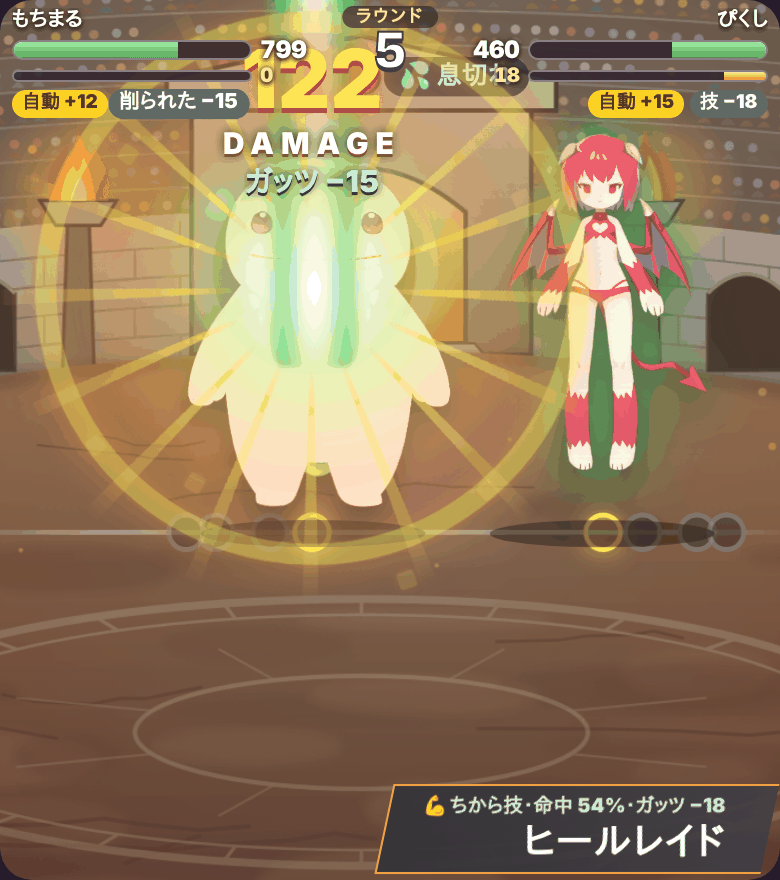 もちまる
ラウンド
ぴくし
799
5
460
0
122
💦 息切れ
18
自動 +12
削られた −15
自動 +15
技 −18
DAMAGE
ガッツ −15
💪 ちから技·命中 54%·ガッツ −18
ヒールレイド